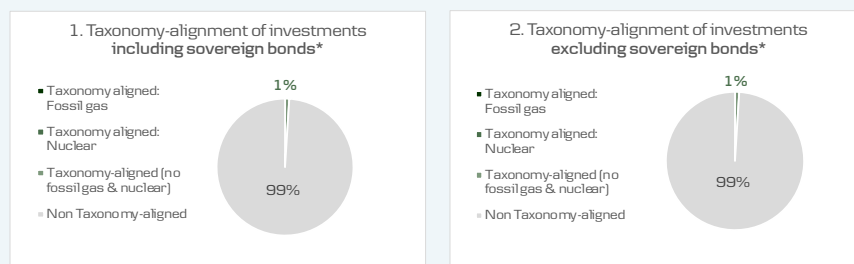 1. Taxonomy-alignment of investments
including sovereign bonds*
Taxonomy aligned:
Fossil gas
Taxonomy aligned:
Nuclear
Taxonomy-aligned (no
fossil gas & nuclear)
Non Taxonomy-aligned
1%
99%
2. Taxonomy-alignment of investments
excluding sovereign bonds*
Taxonomy aligned:
Fossil gas
Taxonomy aligned:
Nuclear
Taxonomy-aligned (no
fossil gas & nuclear)
Non Taxonomy-aligned
1%
99%